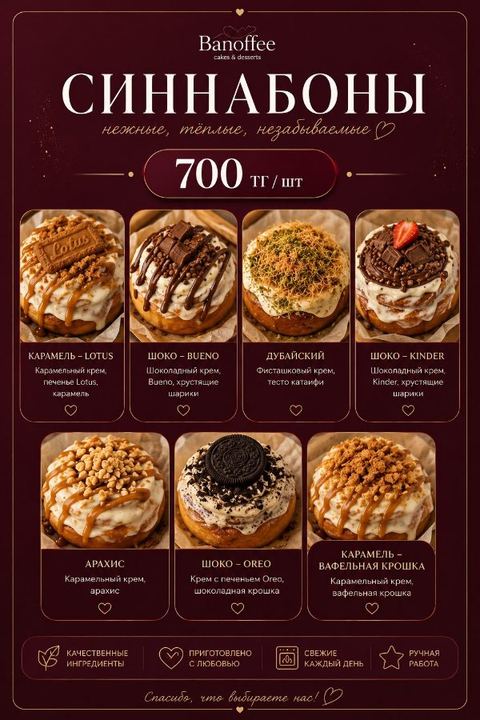 Banoffee
cakes & desserts
СИННАБОНЫ
нежные, тёплые, незабываемые
700 ТГ / шт
Lotus
КАРАМЕЛЬ – LOTUS
Карамельный крем,
печенье Lotus,
карамель
ШОКО – BUENO
Шоколадный крем,
Bueno, хрустящие
шарики
ДУБАЙСКИЙ
Фисташковый крем,
тесто катаифи
ШОКО – KINDER
Шоколадный крем,
Kinder, хрустящие
шарики
OREO
АРАХИС
Карамельный крем,
арахис
ШОКО – OREO
Крем с печеньем Oreo,
шоколадная крошка
КАРАМЕЛЬ –
ВАФЕЛЬНАЯ КРОШКА
Карамельный крем,
вафельная крошка
КАЧЕСТВЕННЫЕ
ИНГРЕДИЕНТЫ
ПРИГОТОВЛЕНО
С ЛЮБОВЬЮ
СВЕЖИЕ
КАЖДЫЙ ДЕНЬ
РУЧНАЯ
РАБОТА
Спасибо, что выбираете нас!